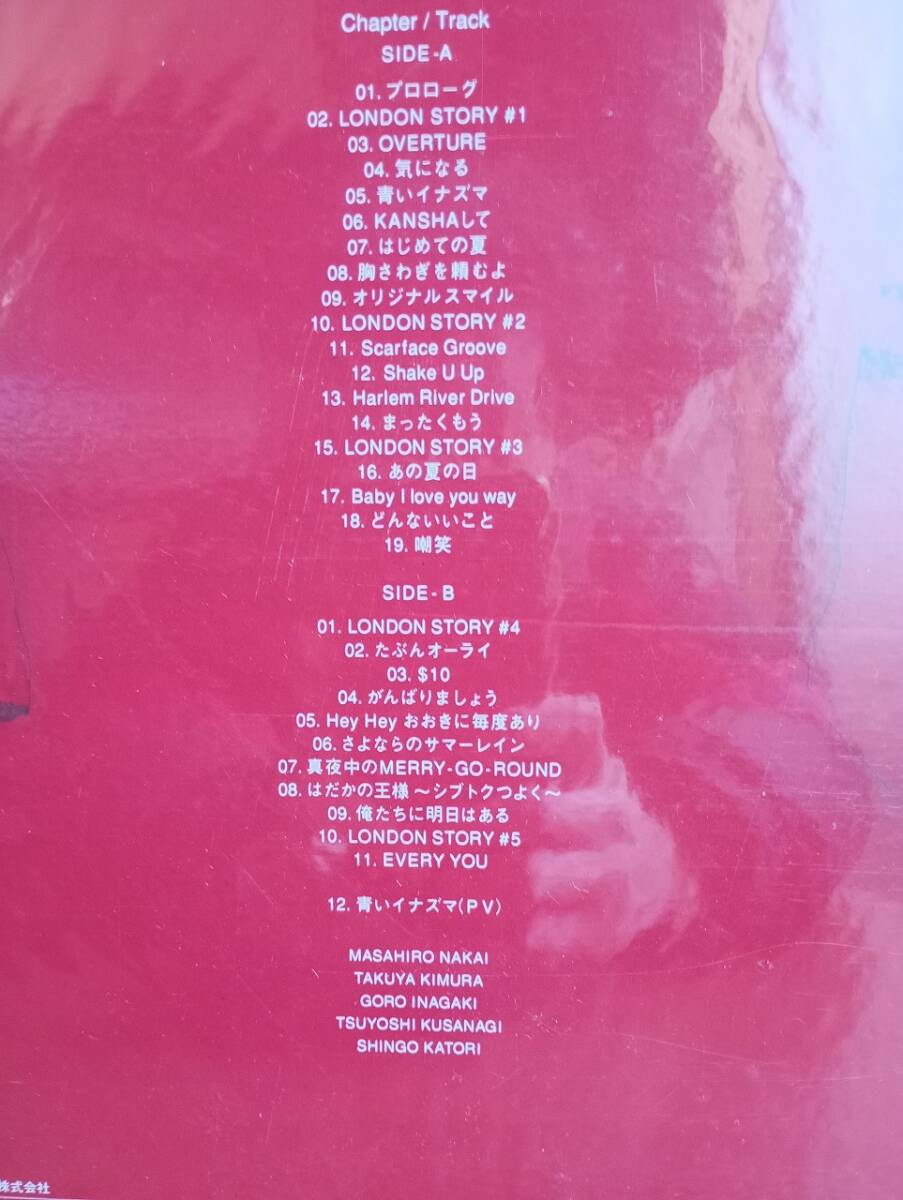 Chapter / Track
SIDE-A
01. プロローグ
02. LONDON STORY #1
03. OVERTURE
04. 気になる
05. 青いイナズマ
06. KANSHAして
07. はじめての夏
08. 胸さわぎを頼むよ
09. オリジナルスマイル
10. LONDON STORY #2
11. Scarface Groove
12. Shake U Up
13. Harlem River Drive
14. まったくもう
15. LONDON STORY #3
16. あの夏の日
17. Baby I love you way
18. どんないいこと
19. 嘲笑
SIDE-B
01. LONDON STORY #4
02. たぶんオーライ
03. $10
04. がんばりましょう
05. Hey Hey おおきに毎度あり
06. さよならのサマーレイン
07. 真夜中のMERRY-GO-ROUND
08. はだかの王様 〜シブトクつよく〜
09. 俺たちに明日はある
10. LONDON STORY #5
11. EVERY YOU
12. 青いイナズマ(PV)
MASAHIRO NAKAI
TAKUYA KIMURA
GORO INAGAKI
TSUYOSHI KUSANAGI
SHINGO KATORI
株式会社